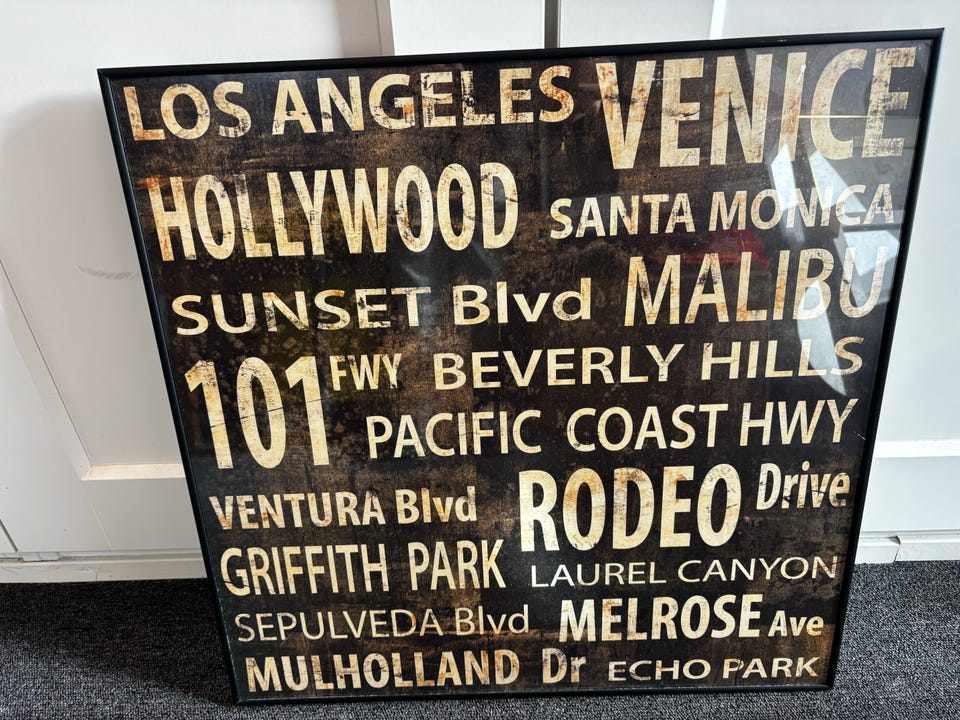 LOS ANGELES VENICE
HOLLYWOOD SANTA MONICA
SUNSET Blvd MALIBU
101 FWY BEVERLY HILLS
PACIFIC COAST HWY
VENTURA Blvd RODEO Drive
GRIFFITH PARK LAUREL CANYON
SEPULVEDA Blvd MELROSE Ave
MULHOLLAND Dr ECHO PARK